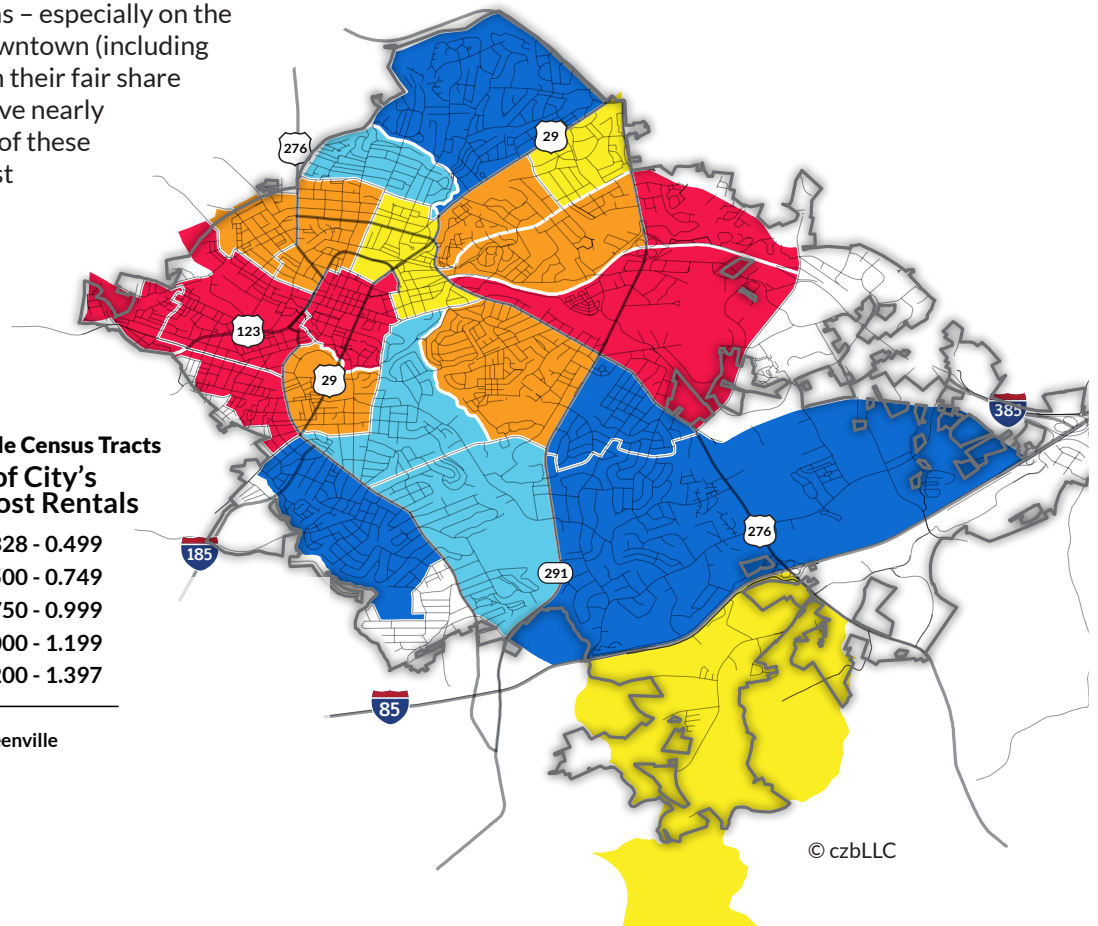 ns – especially on the
owntown (including
n their fair share
ve nearly
of these
st
276
29
123
29
385
le Census Tracts
of City’s
ost Rentals
328 - 0.499
500 - 0.749
750 - 0.999
000 - 1.199
200 - 1.397
185
276
291
85
eenville
© czbLLC